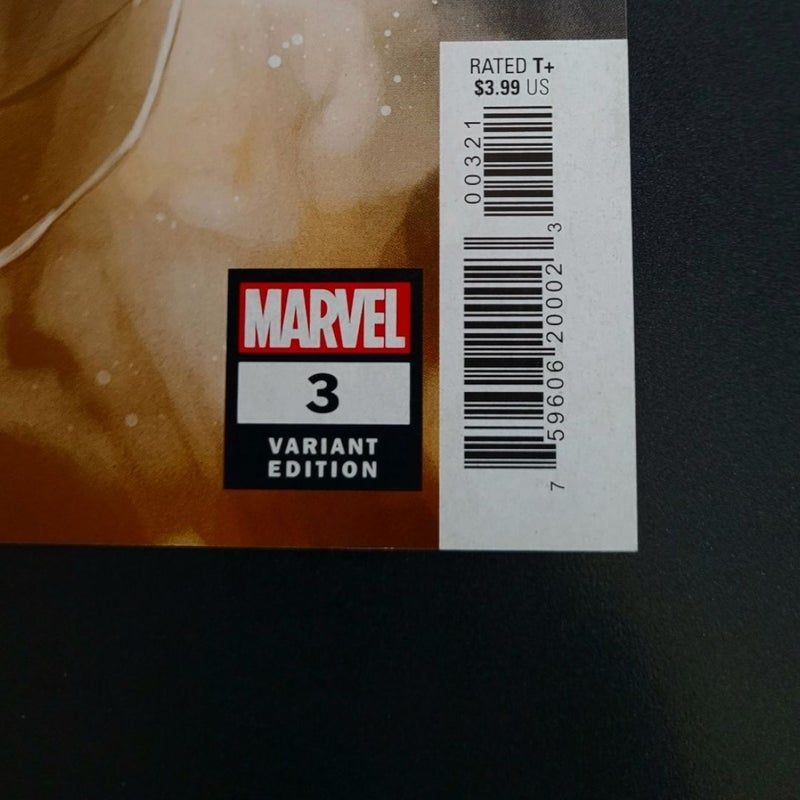 RATED T+
$3.99 US
00321
7 59606 20002 3
MARVEL
3
VARIANT
EDITION